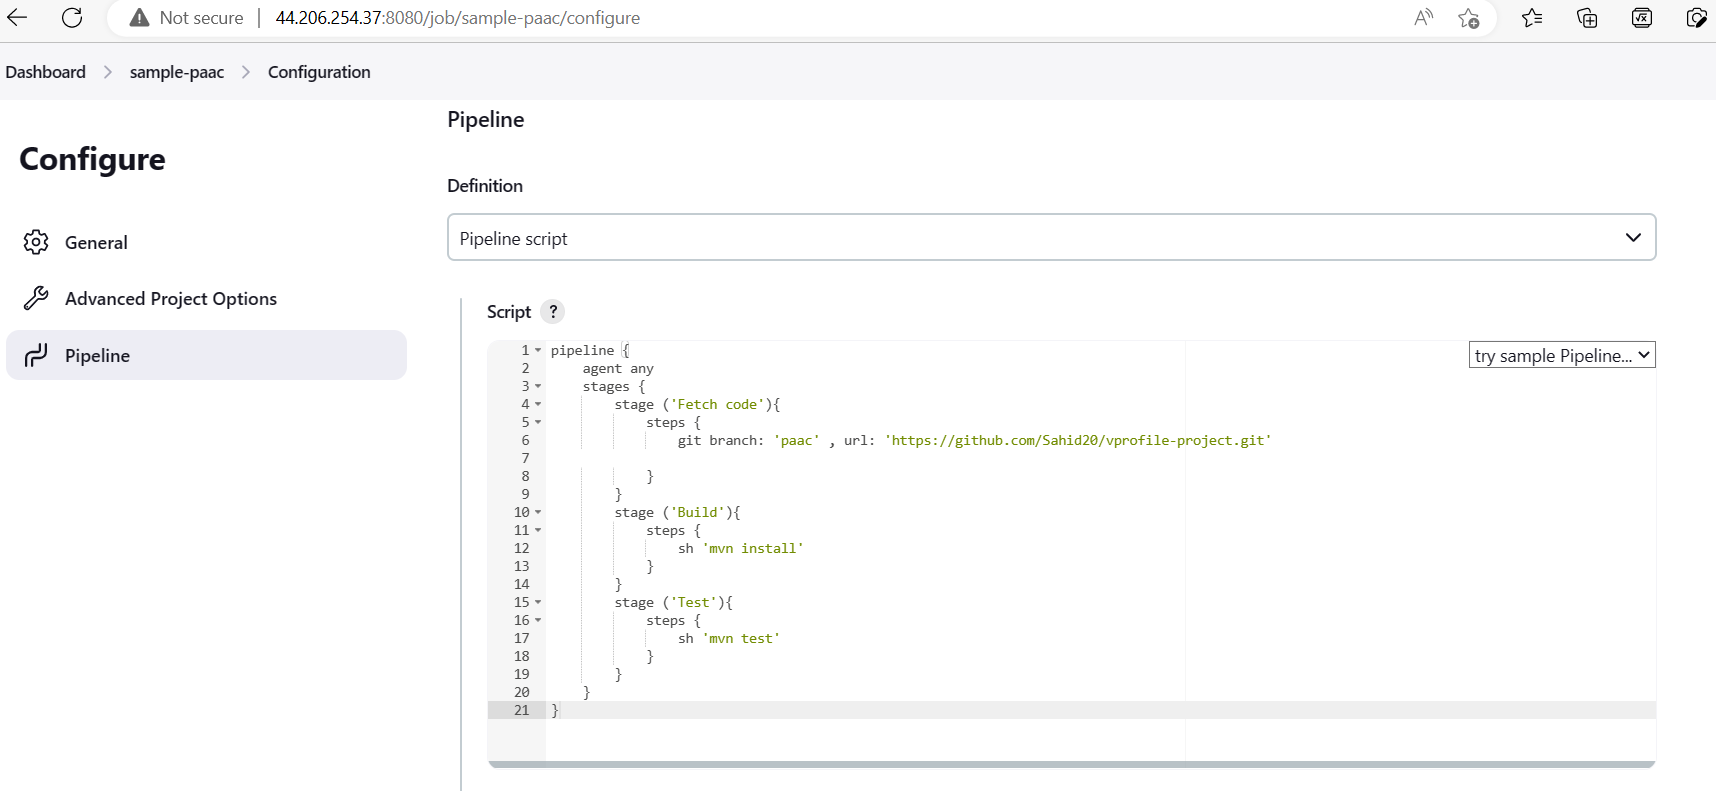 Not secure | 44.206.254.37:8080/job/sample-paac/configure
Dashboard > sample-paac > Configuration
Configure
General
Advanced Project Options
Pipeline
Pipeline
Definition
Pipeline script
Script ?
try sample Pipeline...
1 pipeline {
2 agent any
3 stages {
4 stage ('Fetch code'){
5 steps {
6 git branch: 'paac' , url: 'https://github.com/Sahid20/vprofile-project.git'
7
8 }
9 }
10 stage ('Build'){
11 steps {
12 sh 'mvn install'
13 }
14 }
15 stage ('Test'){
16 steps {
17 sh 'mvn test'
18 }
19 }
20 }
21 }